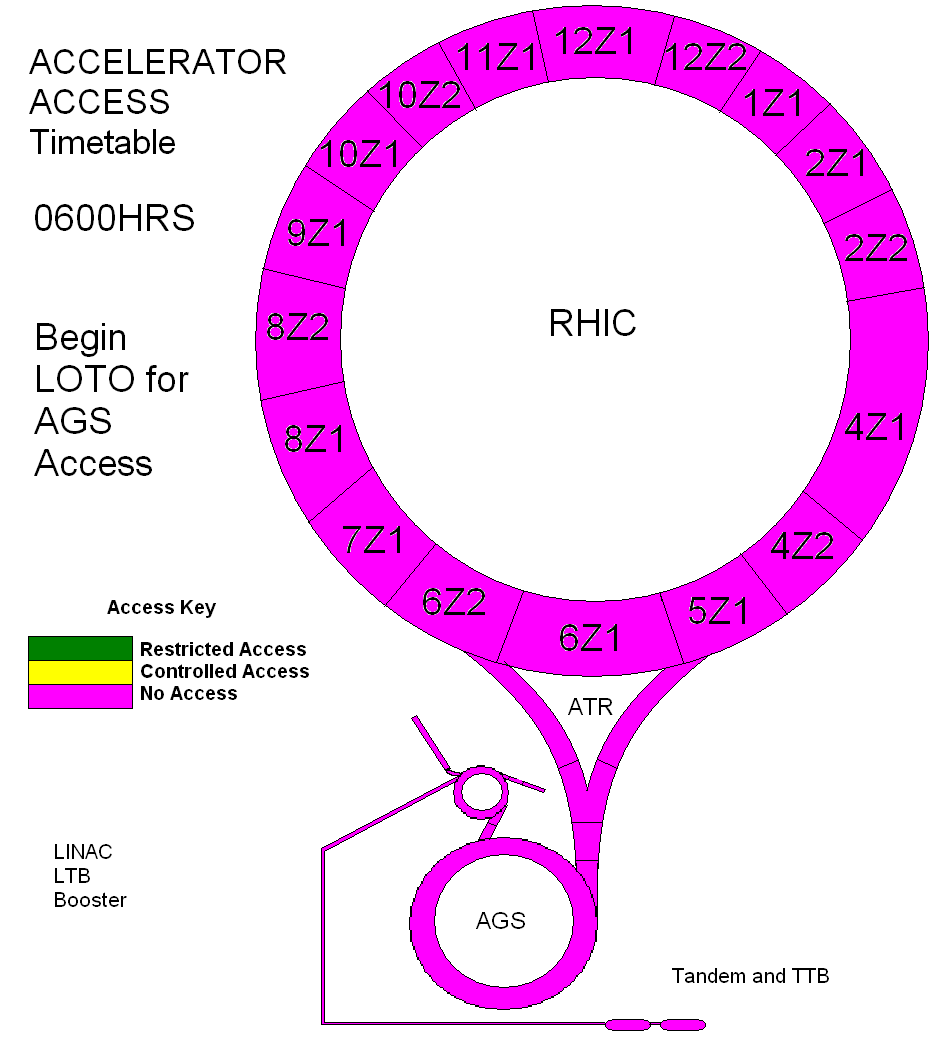 ACCELERATOR
ACCESS
Timetable
0600HRS
Begin
LOTO for
AGS
Access
12Z1
12Z2
11Z1
1Z1
10Z2
2Z1
10Z1
2Z2
9Z1
RHIC
8Z2
4Z1
8Z1
4Z2
7Z1
5Z1
6Z2
6Z1
Access Key
Restricted Access
Controlled Access
No Access
ATR
LINAC
LTB
Booster
AGS
Tandem and TTB